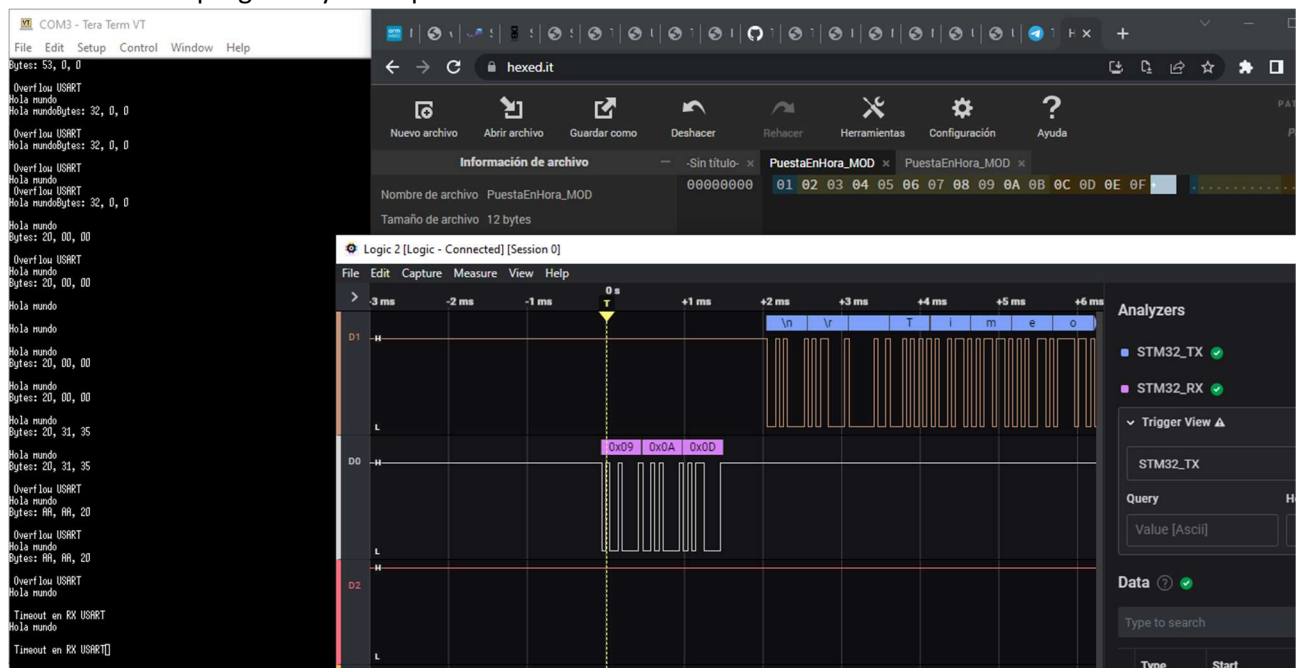 COM3 - Tera Term VT
File Edit Setup Control Window Help
Bytes: 53, 0, 0
Overflow USART
Hola mundo
Hola mundoBytes: 32, 0, 0
Overflow USART
Hola mundoBytes: 32, 0, 0
Overflow USART
Hola mundo
Overflow USART
Hola mundoBytes: 32, 0, 0
Hola mundo
Bytes: 20, 00, 00
Overflow USART
Hola mundo
Bytes: 20, 00, 00
Hola mundo
Hola mundo
Hola mundo
Bytes: 20, 00, 00
Hola mundo
Bytes: 20, 00, 00
Hola mundo
Bytes: 20, 31, 35
Hola mundo
Bytes: 20, 31, 35
Overflow USART
Hola mundo
Bytes: AA, AA, 20
Overflow USART
Hola mundo
Bytes: AA, AA, 20
Overflow USART
Hola mundo
Timeout en RX USART
Hola mundo
Timeout en RX USART
hexed.it
Nuevo archivo Abrir archivo Guardar como Deshacer Rehacer Herramientas Configuración Ayuda
Información de archivo -Sin título- × PuestaEnHora_MOD × PuestaEnHora_MOD ×
Nombre de archivo PuestaEnHora_MOD
Tamaño de archivo 12 bytes
00000000 01 02 03 04 05 06 07 08 09 0A 0B 0C 0D 0E 0F
Logic 2 [Logic - Connected] [Session 0]
File Edit Capture Measure View Help
0 s
-3 ms -2 ms -1 ms T +1 ms +2 ms +3 ms +4 ms +5 ms +6 ms
\n \r T i m e o
D1 H
L
0x09 0x0A 0x0D
D0 H
L
D2 H
L
Analyzers
STM32_TX
STM32_RX
Trigger View
STM32_TX
Query
Value [Ascii]
Data
Type to search
Type Start